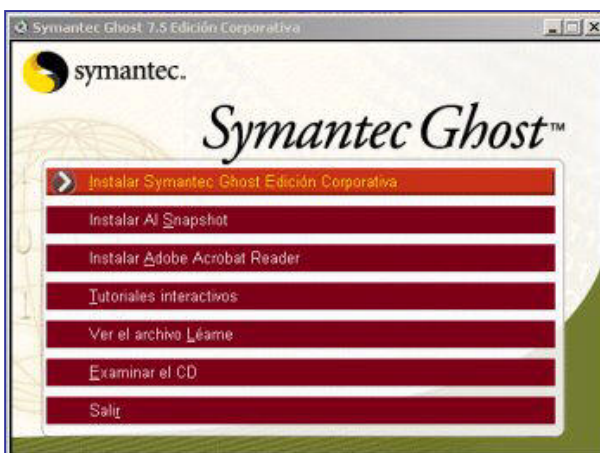 Symantec Ghost 7.5 Edición Corporativa
symantec.
Symantec Ghost™
Instalar Symantec Ghost Edición Corporativa
Instalar AI Snapshot
Instalar Adobe Acrobat Reader
Tutoriales interactivos
Ver el archivo Léame
Examinar el CD
Salir